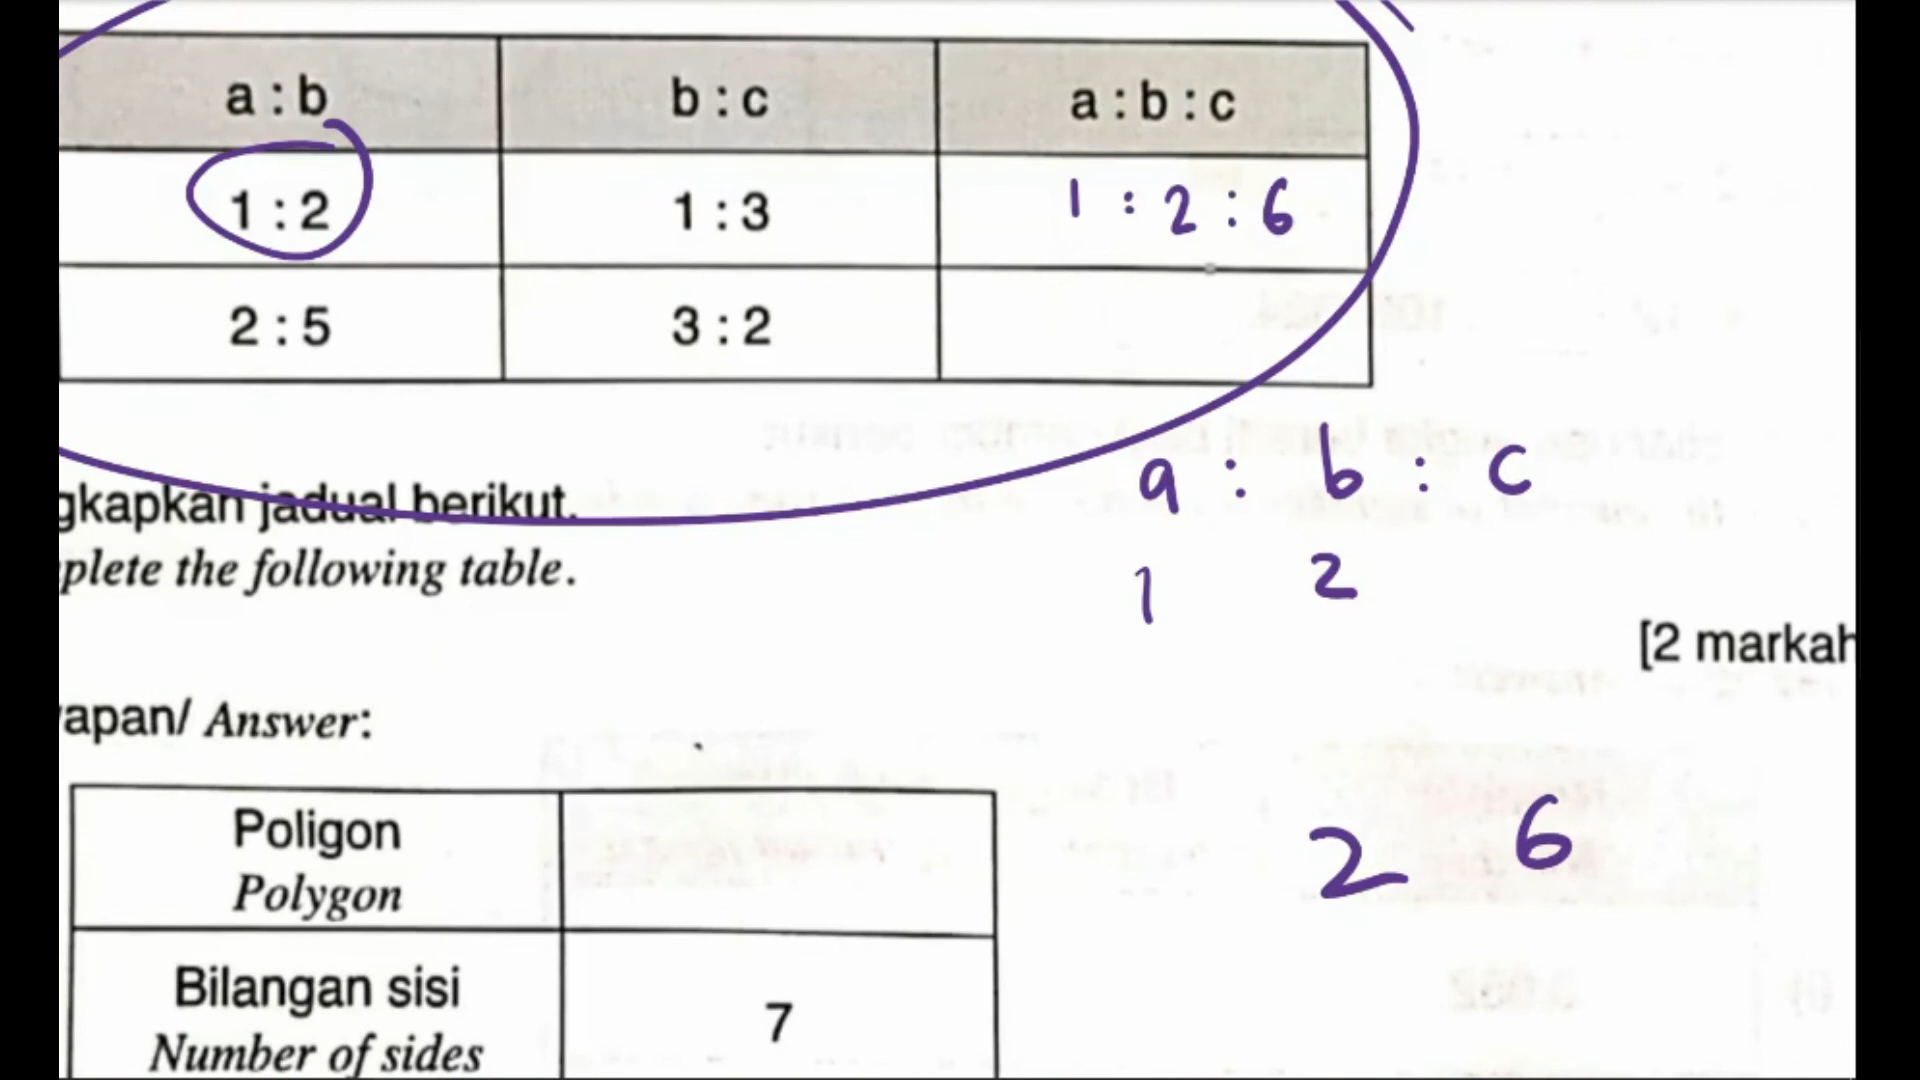 a : b b : c a : b : c
1 : 2 1 : 3 1 : 2 : 6
2 : 5 3 : 2
a : b : c
gkapkan jadual berikut.
plete the following table.
1 2
[2 markah
apan/ Answer:
2 6
Poligon
Polygon
Bilangan sisi 7
Number of sides